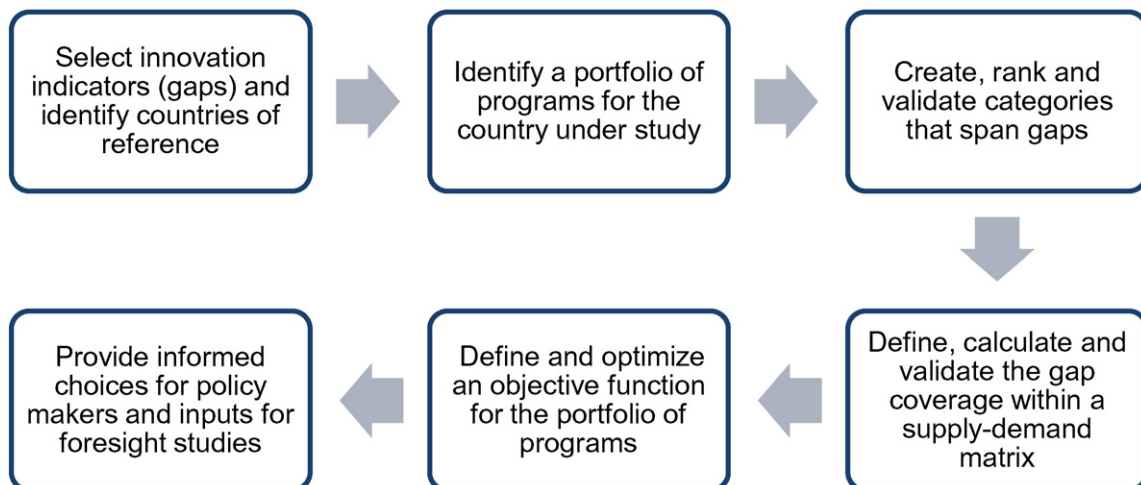 Select innovation
indicators (gaps) and
identify countries of
reference
Identify a portfolio of
programs for the
country under study
Create, rank and
validate categories
that span gaps
Define, calculate and
validate the gap
coverage within a
supply-demand
matrix
Define and optimize
an objective function
for the portfolio of
programs
Provide informed
choices for policy
makers and inputs for
foresight studies